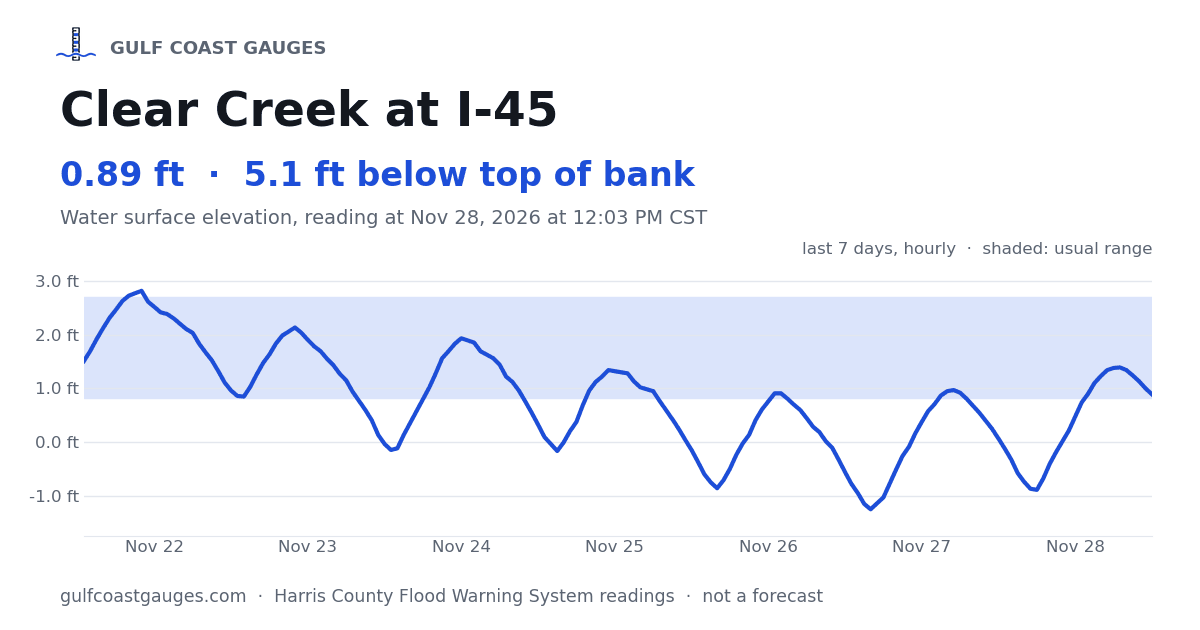 GULF COAST GAUGES
Clear Creek at I-45
0.89 ft · 5.1 ft below top of bank
Water surface elevation, reading at Nov 28, 2026 at 12:03 PM CST
last 7 days, hourly · shaded: usual range
3.0 ft
2.0 ft
1.0 ft
0.0 ft
-1.0 ft
Nov 22 Nov 23 Nov 24 Nov 25 Nov 26 Nov 27 Nov 28
gulfcoastgauges.com · Harris County Flood Warning System readings · not a forecast